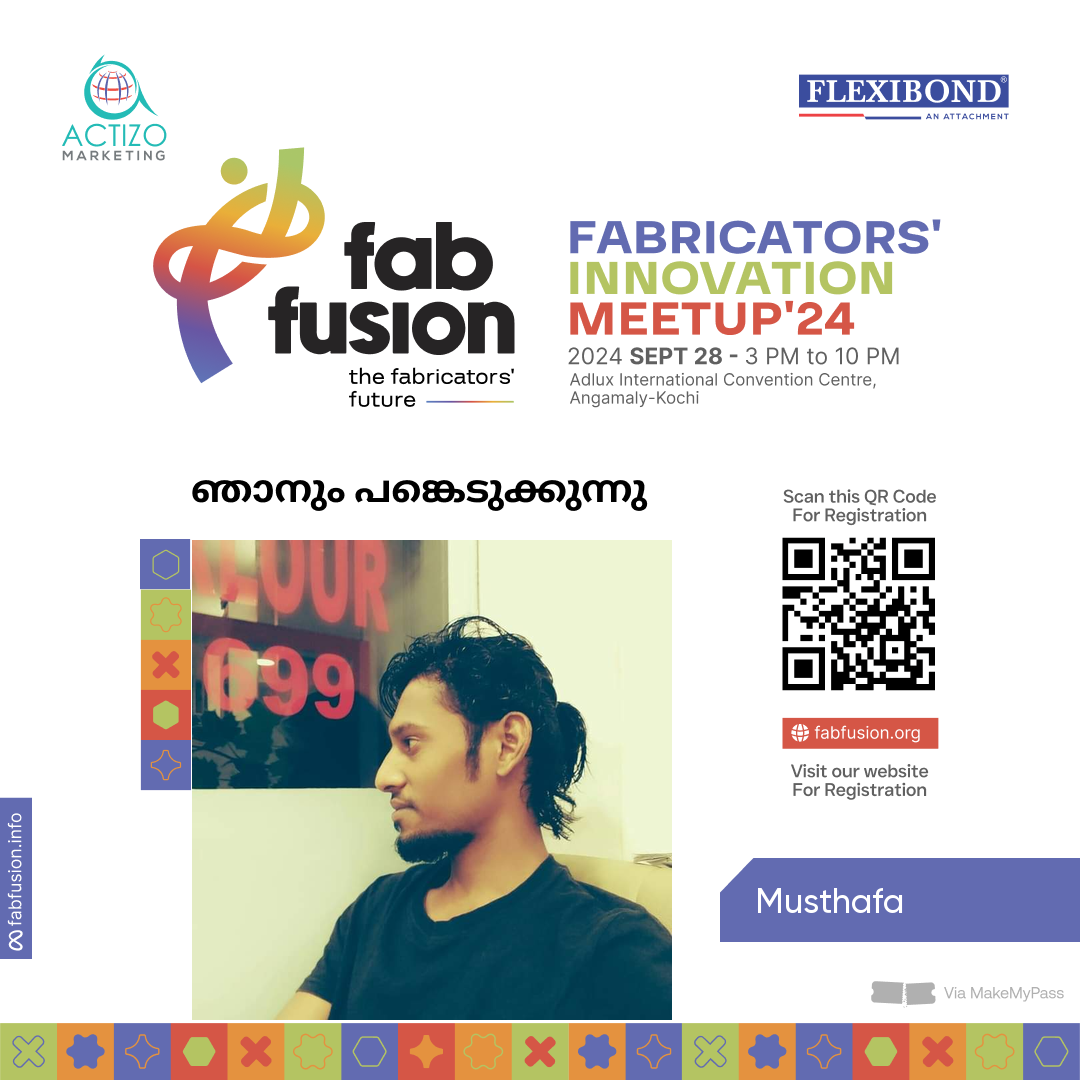 ACTIZO
MARKETING
FLEXIBOND®
AN ATTACHMENT
fab
fusion
the fabricators'
future
FABRICATORS'
INNOVATION
MEETUP'24
2024 SEPT 28 - 3 PM to 10 PM
Adlux International Convention Centre,
Angamaly-Kochi
ഞാനും പങ്കെടുക്കുന്നു
Scan this QR Code
For Registration
LOUR
699
fabfusion.org
Visit our website
For Registration
fabfusion.info
Musthafa
Via MakeMyPass